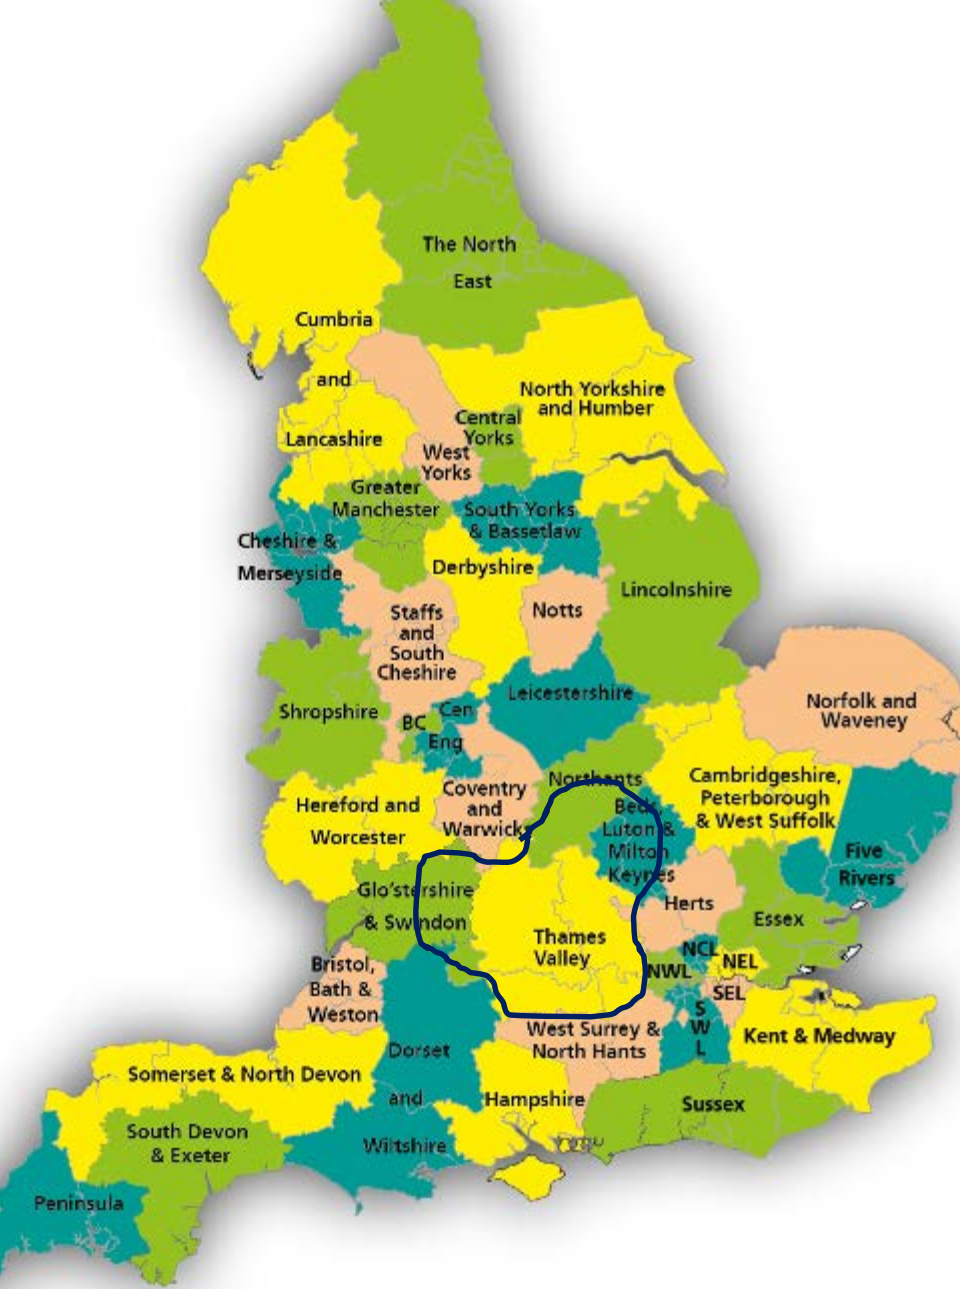 The North
East
Cumbria
and
Lancashire
North Yorkshire
and Humber
Central
Yorks
West
Yorks
Greater
Manchester
South Yorks
& Bassetlaw
Cheshire &
Merseyside
Derbyshire
Lincolnshire
Staffs
and
South
Cheshire
Notts
Leicestershire
Norfolk and
Waveney
Shropshire
BC
Cen
Eng
Northants
Cambridgeshire,
Peterborough
& West Suffolk
Coventry
and
Warwicks
Hereford and
Worcester
Beds
Luton &
Milton
Keynes
Five
Rivers
Glo'stershire
& Swindon
Herts
Essex
Thames
Valley
NCL
NEL
NWL
SEL
S
W
L
Bristol,
Bath &
Weston
West Surrey &
North Hants
Kent & Medway
Dorset
and
Wiltshire
Somerset & North Devon
Hampshire
Sussex
South Devon
& Exeter
Peninsula